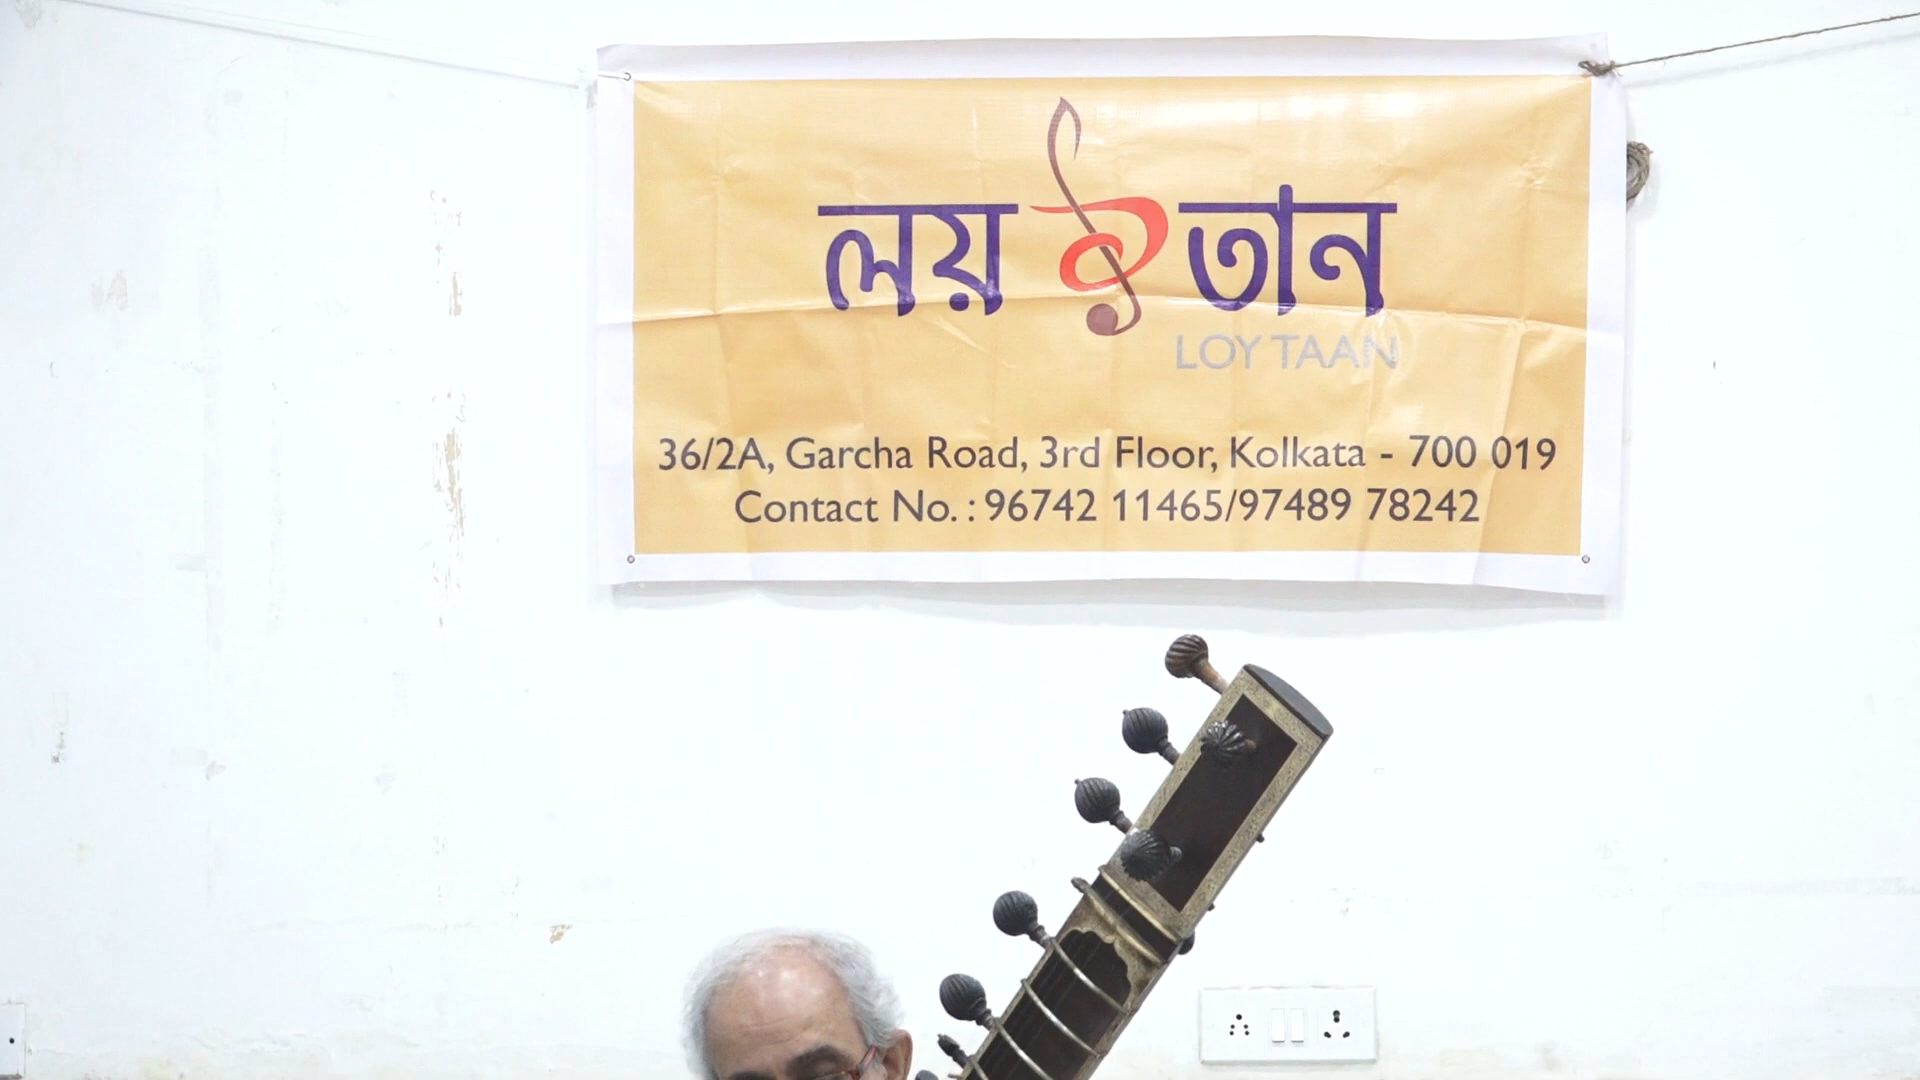 লয় ও তান
LOY TAAN
36/2A, Garcha Road, 3rd Floor, Kolkata - 700 019
Contact No. : 96742 11465/97489 78242